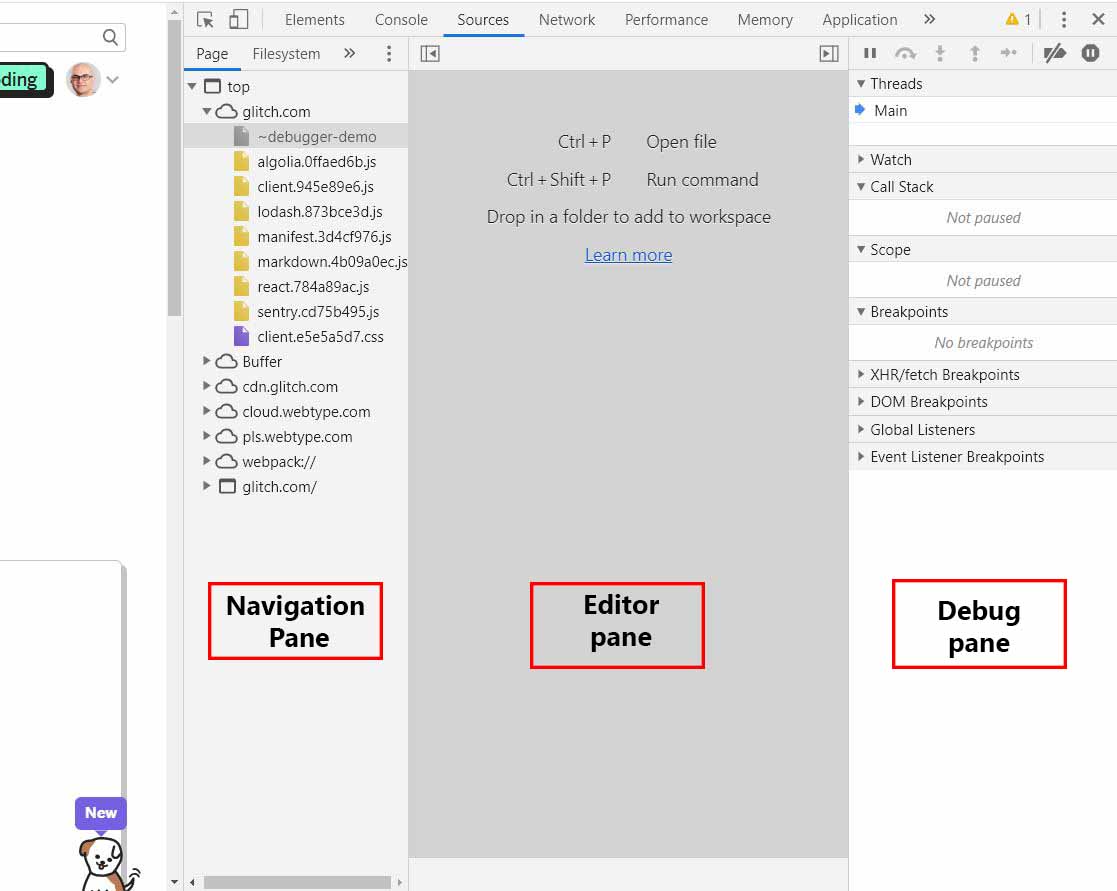 Elements Console Sources Network Performance Memory Application » 1
Page Filesystem »
ding
top
glitch.com
~debugger-demo
algolia.0ffaed6b.js
client.945e89e6.js
lodash.873bce3d.js
manifest.3d4cf976.js
markdown.4b09a0ec.js
react.784a89ac.js
sentry.cd75b495.js
client.e5e5a5d7.css
Buffer
cdn.glitch.com
cloud.webtype.com
pls.webtype.com
webpack://
glitch.com/
Navigation
Pane
Ctrl + P Open file
Ctrl + Shift + P Run command
Drop in a folder to add to workspace
Learn more
Editor
pane
Threads
Main
Watch
Call Stack
Not paused
Scope
Not paused
Breakpoints
No breakpoints
XHR/fetch Breakpoints
DOM Breakpoints
Global Listeners
Event Listener Breakpoints
Debug
pane
New